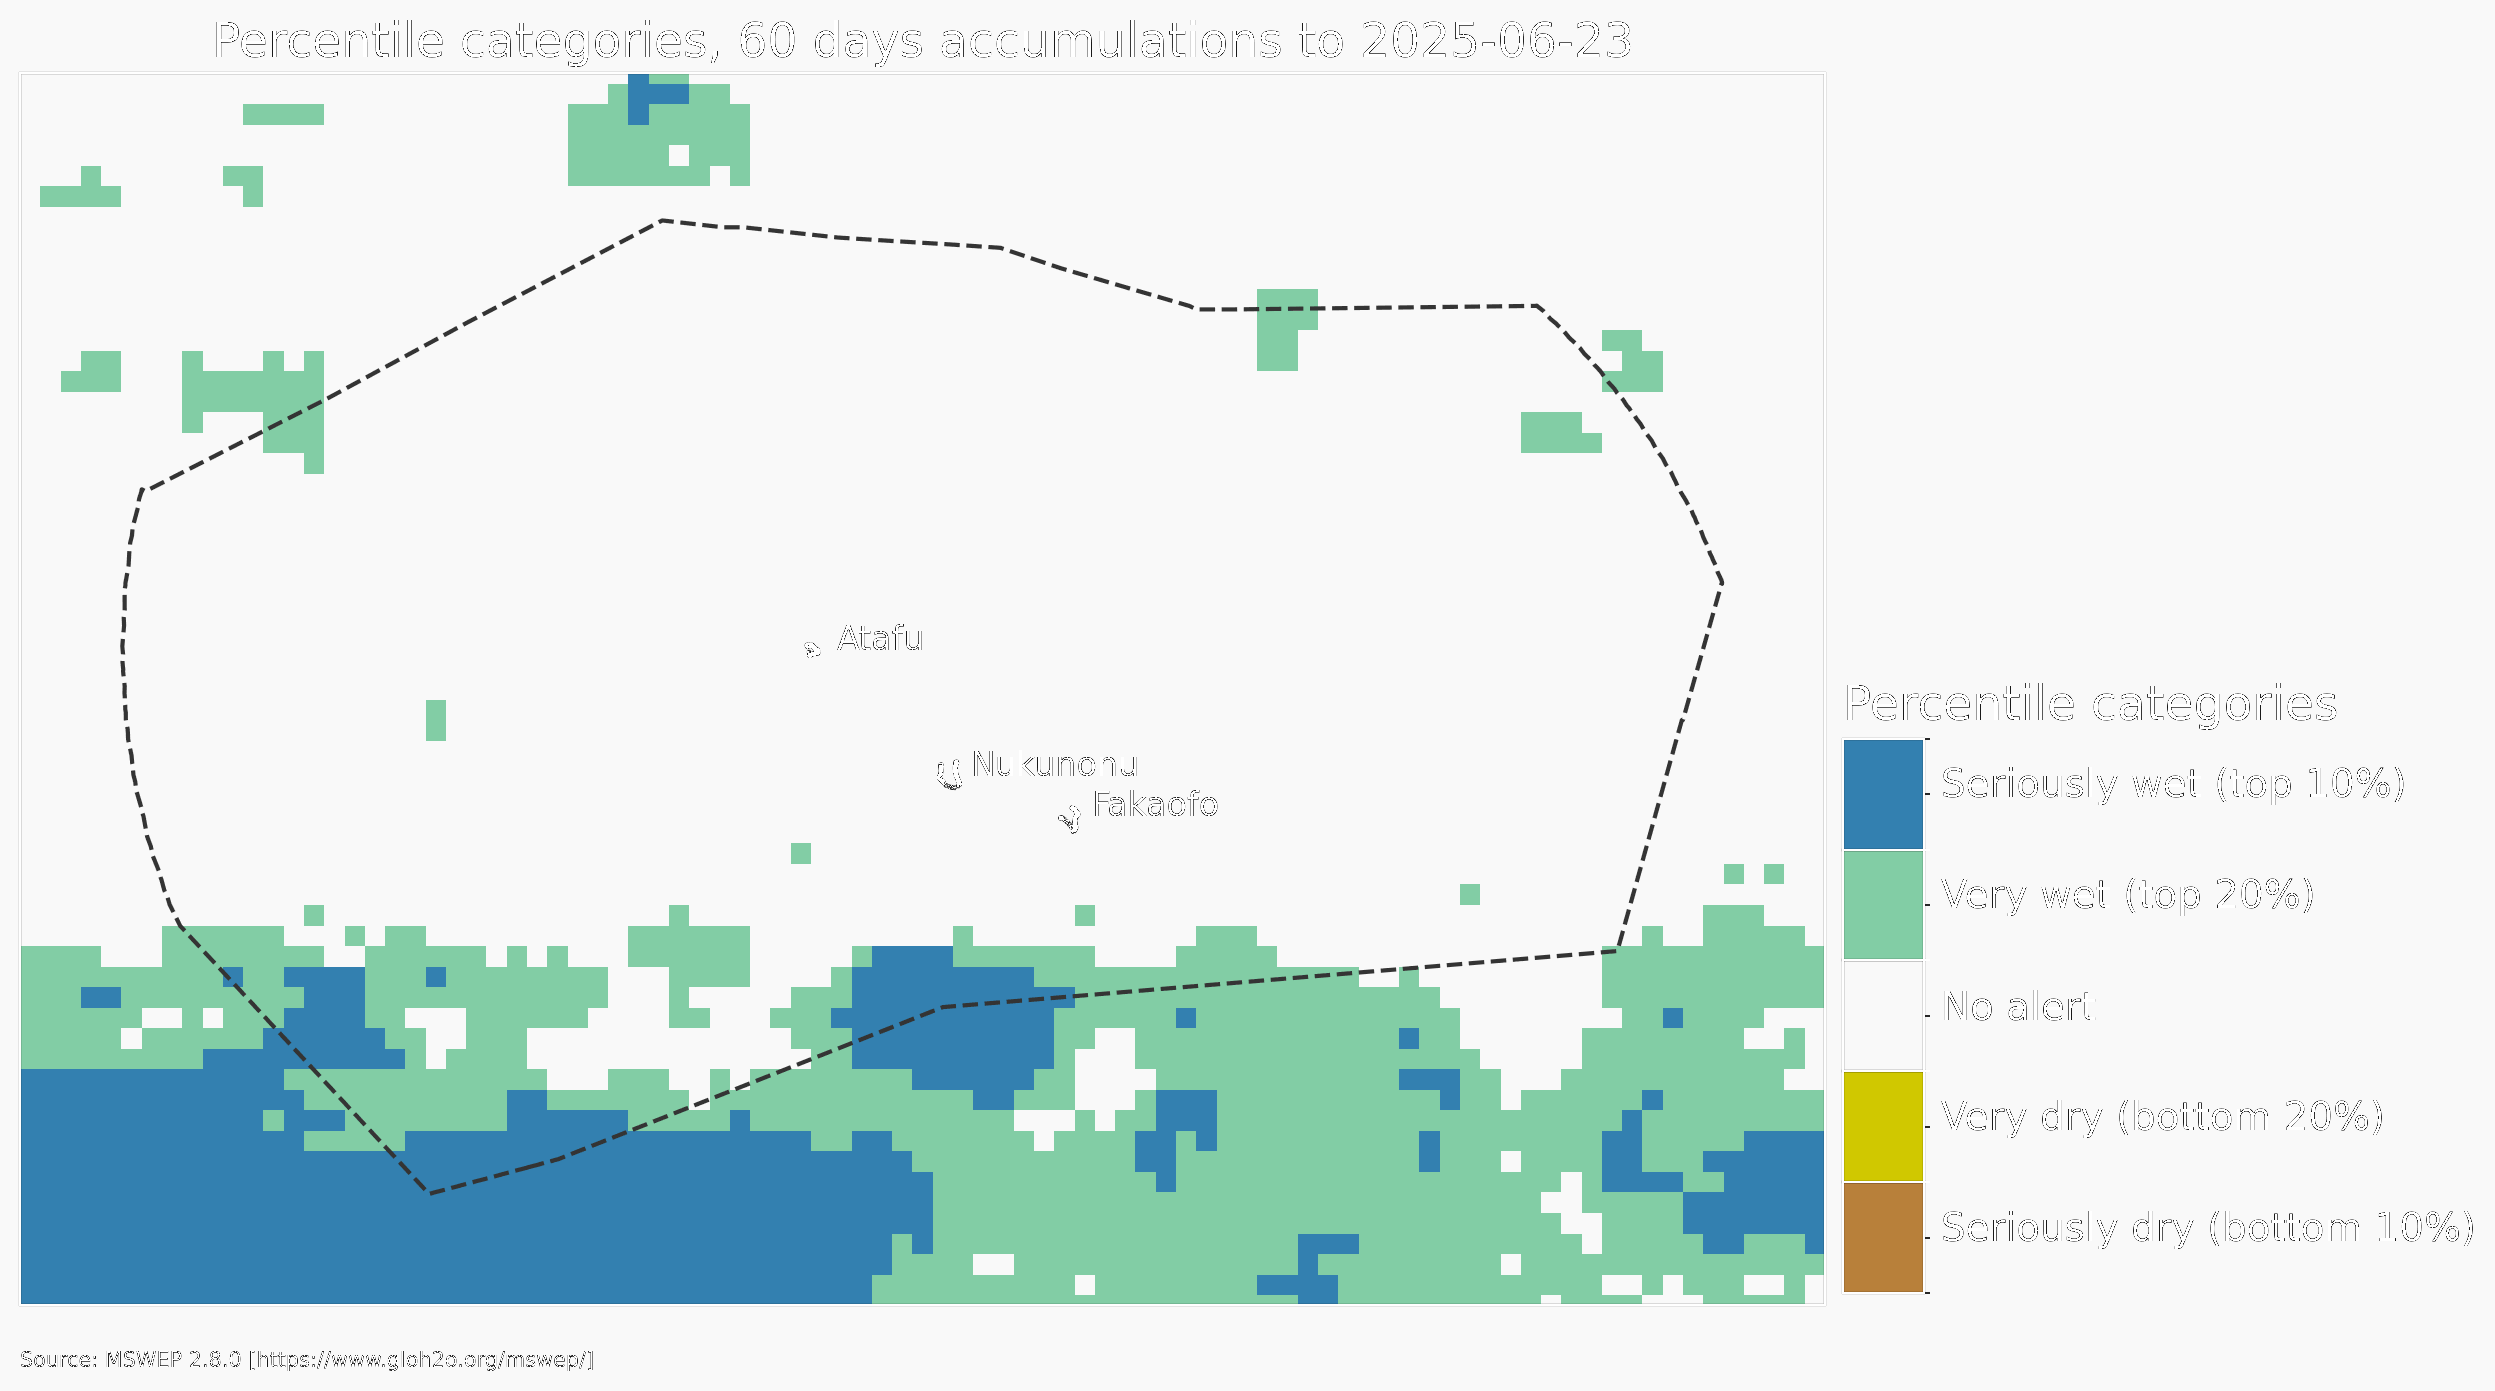 Percentile categories, 60 days accumulations to 2025-06-23
Atafu
Nukunonu
Fakaofo
Percentile categories
Seriously wet (top 10%)
Very wet (top 20%)
No alert
Very dry (bottom 20%)
Seriously dry (bottom 10%)
Source: MSWEP 2.8.0 [https://www.gloh2o.org/mswep/]